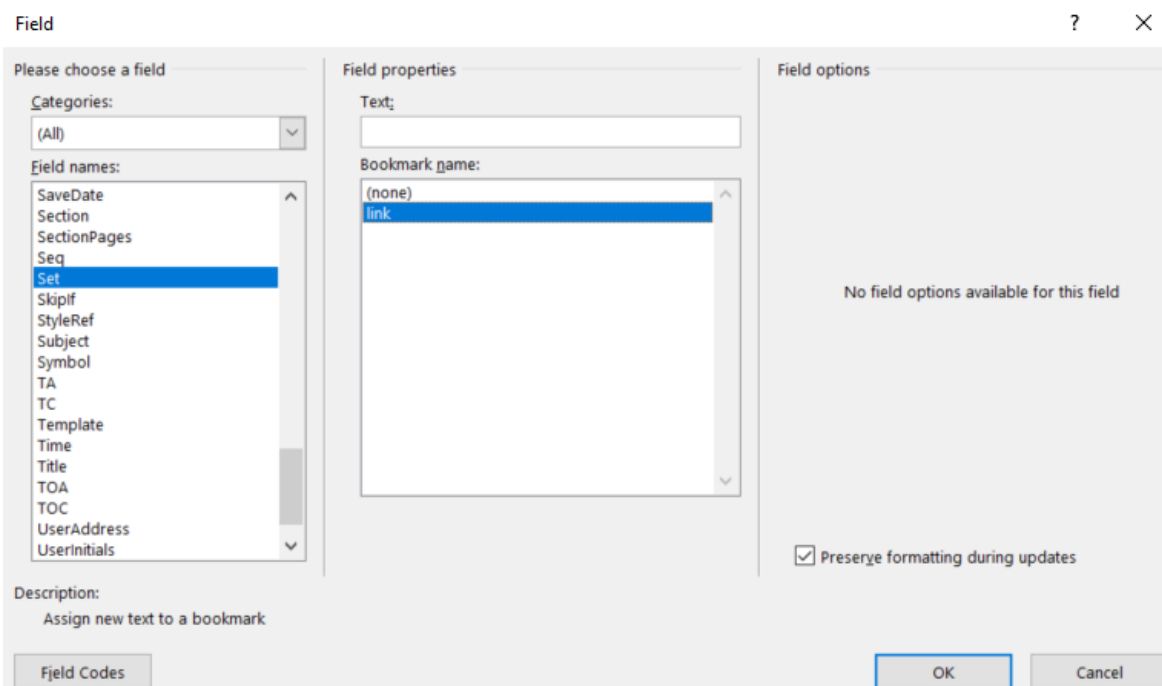 Field
?
Please choose a field
Categories:
(All)
Field names:
SaveDate
Section
SectionPages
Seq
Set
SkipIf
StyleRef
Subject
Symbol
TA
TC
Template
Time
Title
TOA
TOC
UserAddress
UserInitials
Field properties
Text:
Bookmark name:
(none)
link
Field options
No field options available for this field
Preserve formatting during updates
Description:
Assign new text to a bookmark
Field Codes
OK
Cancel